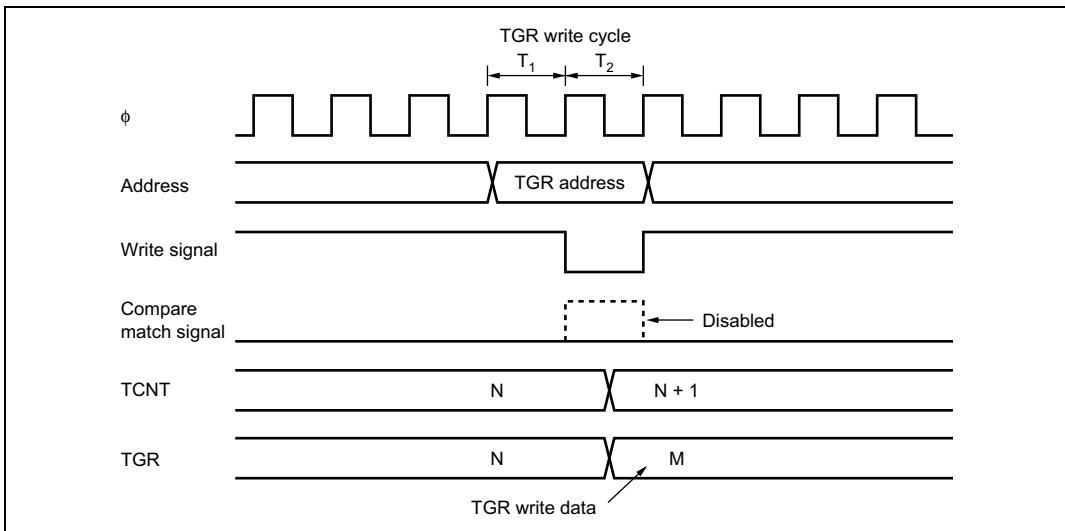 TGR write cycle
T1 T2
φ
Address TGR address
Write signal
Compare
match signal Disabled
TCNT N N + 1
TGR N M
TGR write data